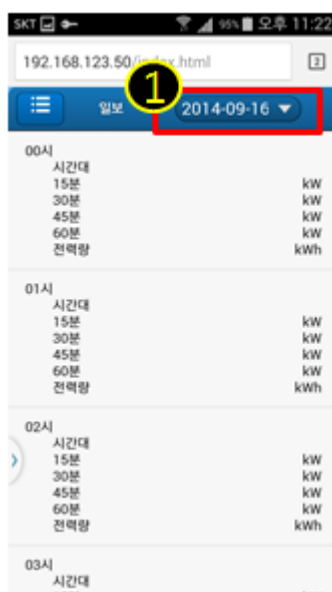 SKT 95% 오후 11:22
192.168.123.50/index.html 2
1
일보 2014-09-16
00시
시간대
15분 kW
30분 kW
45분 kW
60분 kW
전력량 kWh
01시
시간대
15분 kW
30분 kW
45분 kW
60분 kW
전력량 kWh
02시
시간대
15분 kW
30분 kW
45분 kW
60분 kW
전력량 kWh
03시
시간대